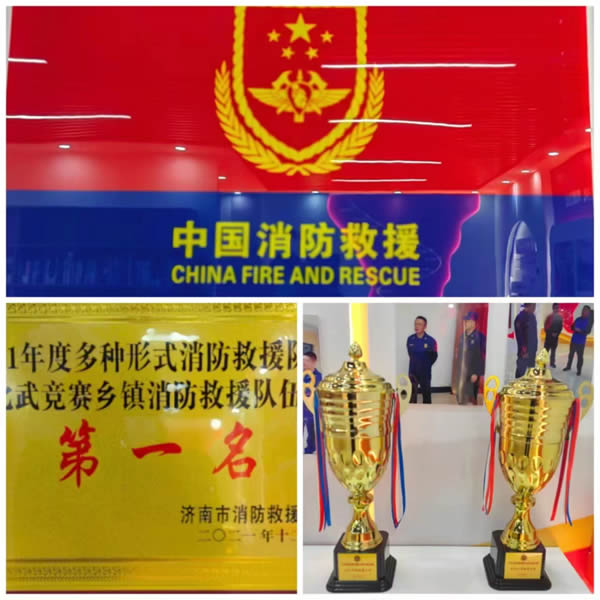 中国消防救援
CHINA FIRE AND RESCUE
1年度多种形式消防救援队
武竞赛乡镇消防救援队伍
第一名
济南市消防救援
二〇二一年十二